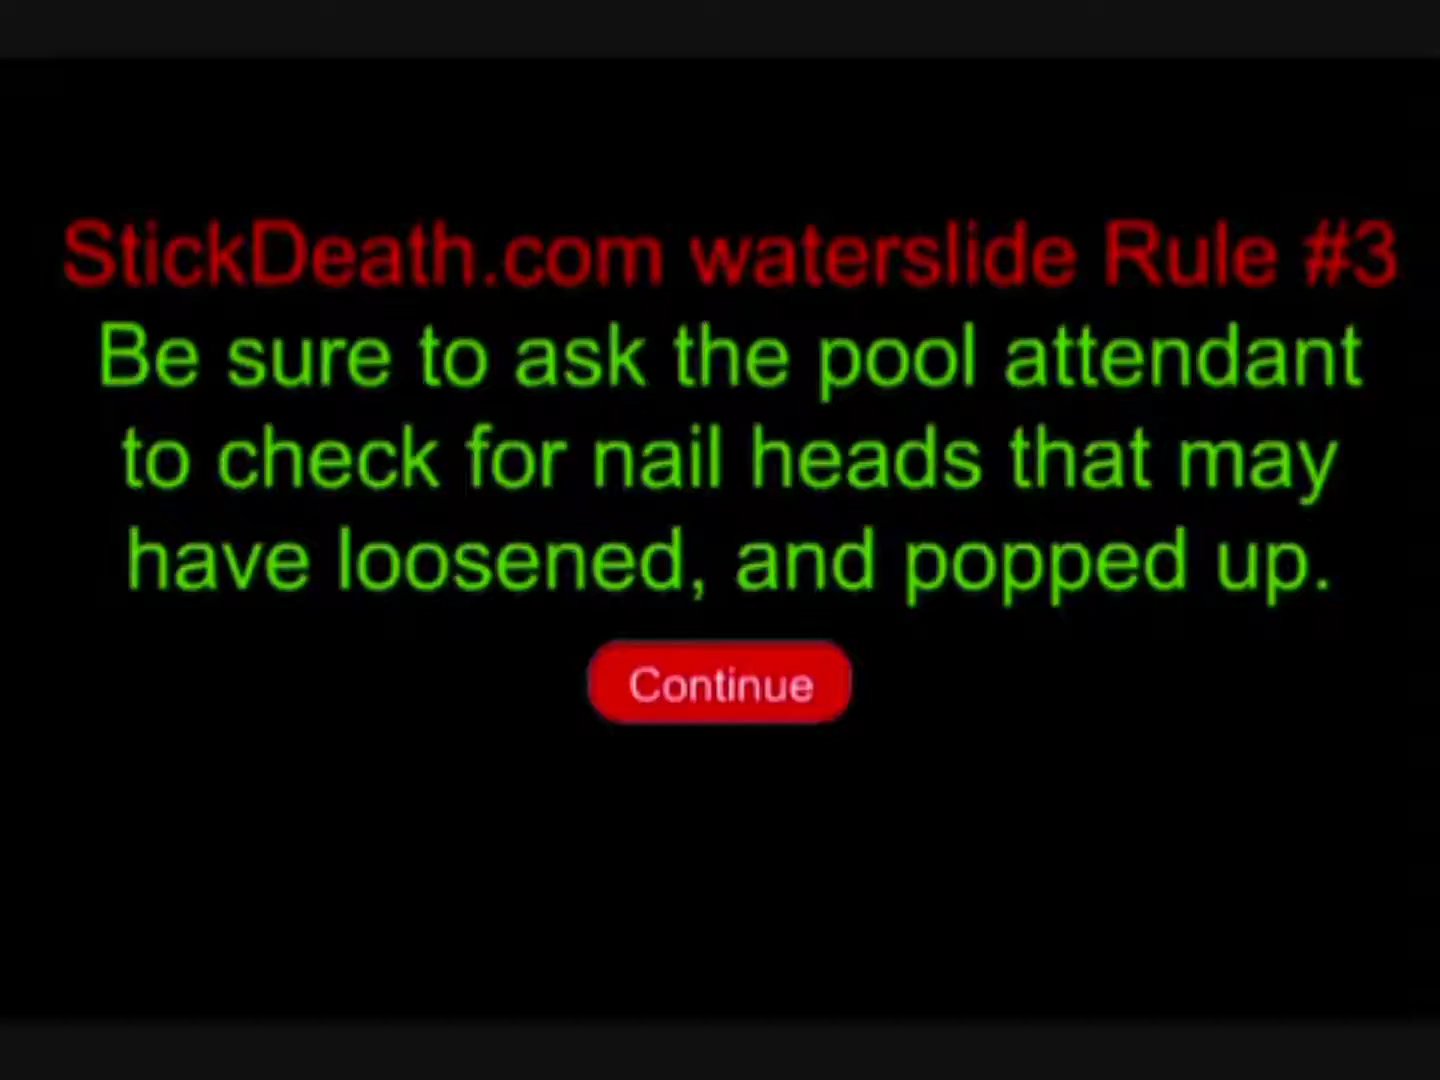 StickDeath.com waterslide Rule #3
Be sure to ask the pool attendant
to check for nail heads that may
have loosened, and popped up.
Continue